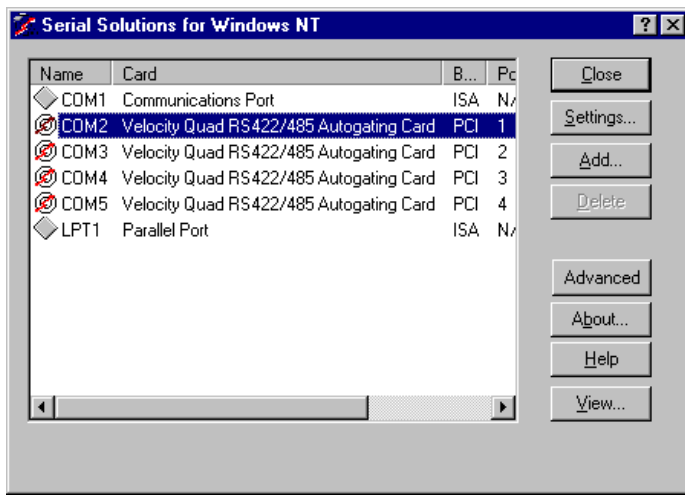 Serial Solutions for Windows NT
Name Card B... Po
COM1 Communications Port ISA N/
COM2 Velocity Quad RS422/485 Autogating Card PCI 1
COM3 Velocity Quad RS422/485 Autogating Card PCI 2
COM4 Velocity Quad RS422/485 Autogating Card PCI 3
COM5 Velocity Quad RS422/485 Autogating Card PCI 4
LPT1 Parallel Port ISA N/
Close
Settings...
Add...
Delete
Advanced
About...
Help
View...